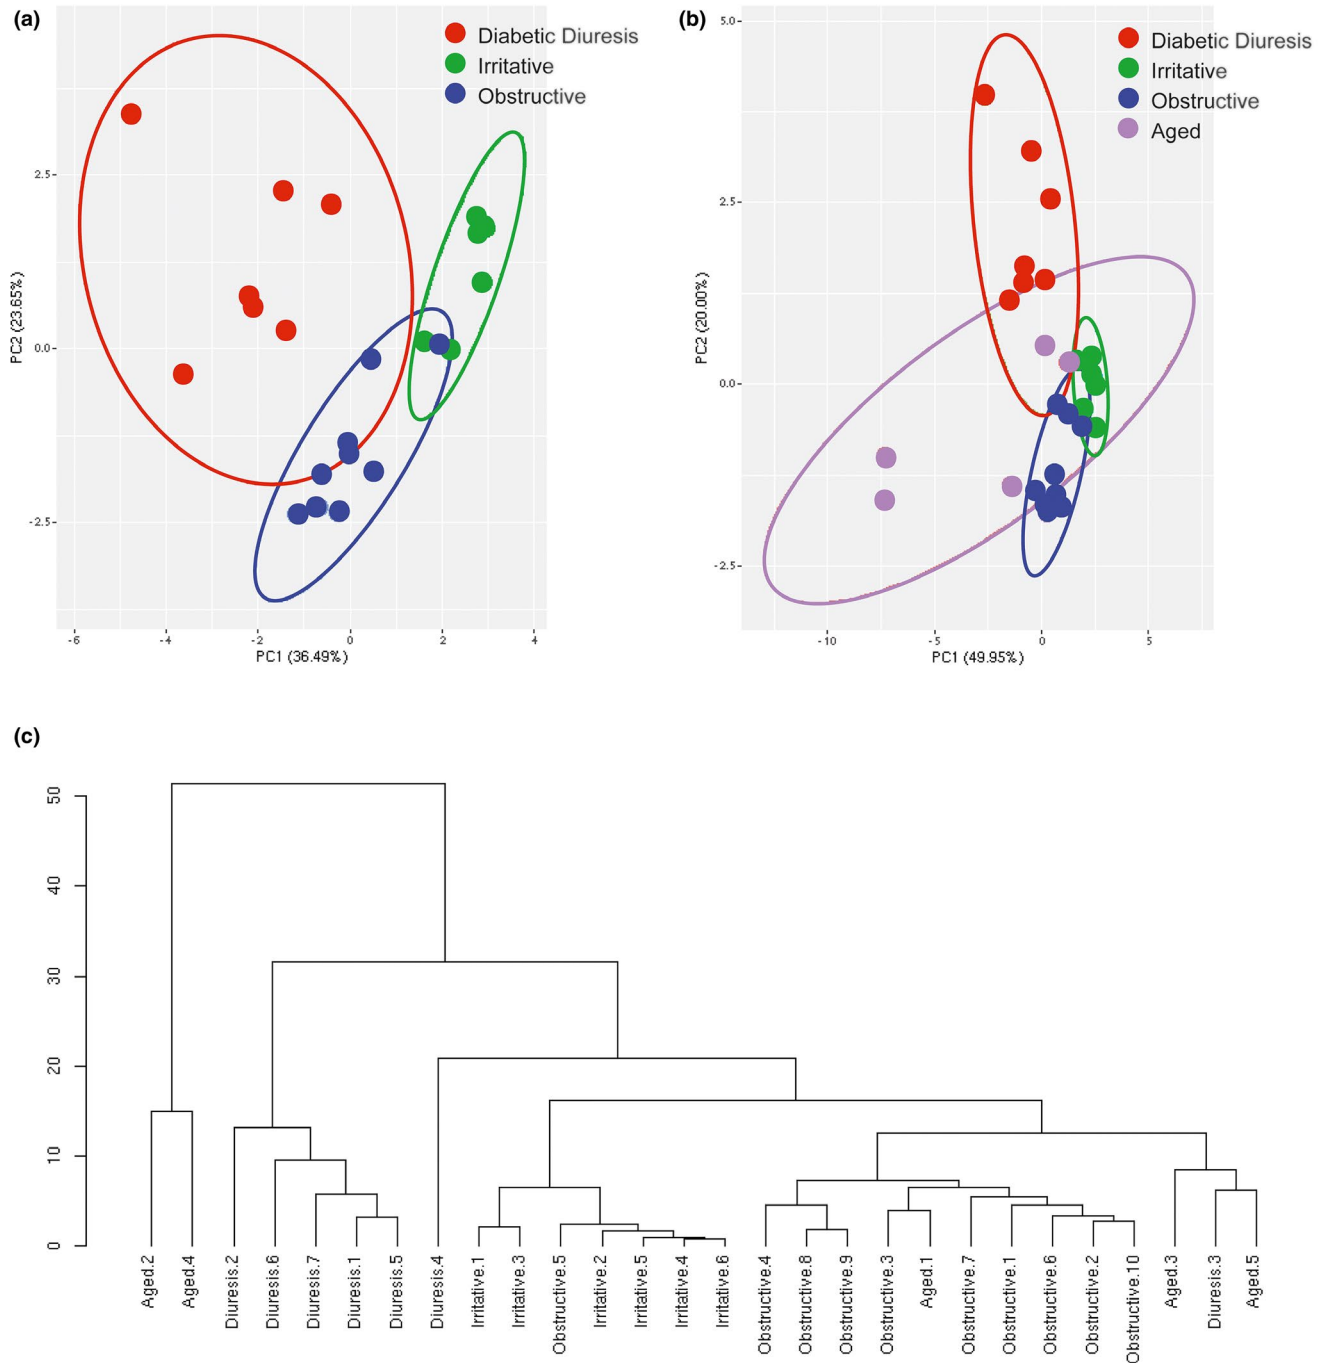 (a)
Diabetic Diuresis
Irritative
Obstructive
PC2 (23.65%)
2.5
0.0
-2.5
-6
-4
-2
0
2
4
PC1 (36.49%)
(b)
Diabetic Diuresis
Irritative
Obstructive
Aged
PC2 (20.00%)
5.0
2.5
0.0
-2.5
-10
-5
0
5
PC1 (49.95%)
(c)
50
40
30
20
10
0
Aged.2
Aged.4
Diuresis.2
Diuresis.6
Diuresis.7
Diuresis.1
Diuresis.5
Diuresis.4
Irritative.1
Irritative.3
Obstructive.5
Irritative.2
Irritative.5
Irritative.4
Irritative.6
Obstructive.4
Obstructive.8
Obstructive.9
Obstructive.3
Aged.1
Obstructive.7
Obstructive.1
Obstructive.6
Obstructive.2
Obstructive.10
Aged.3
Diuresis.3
Aged.5